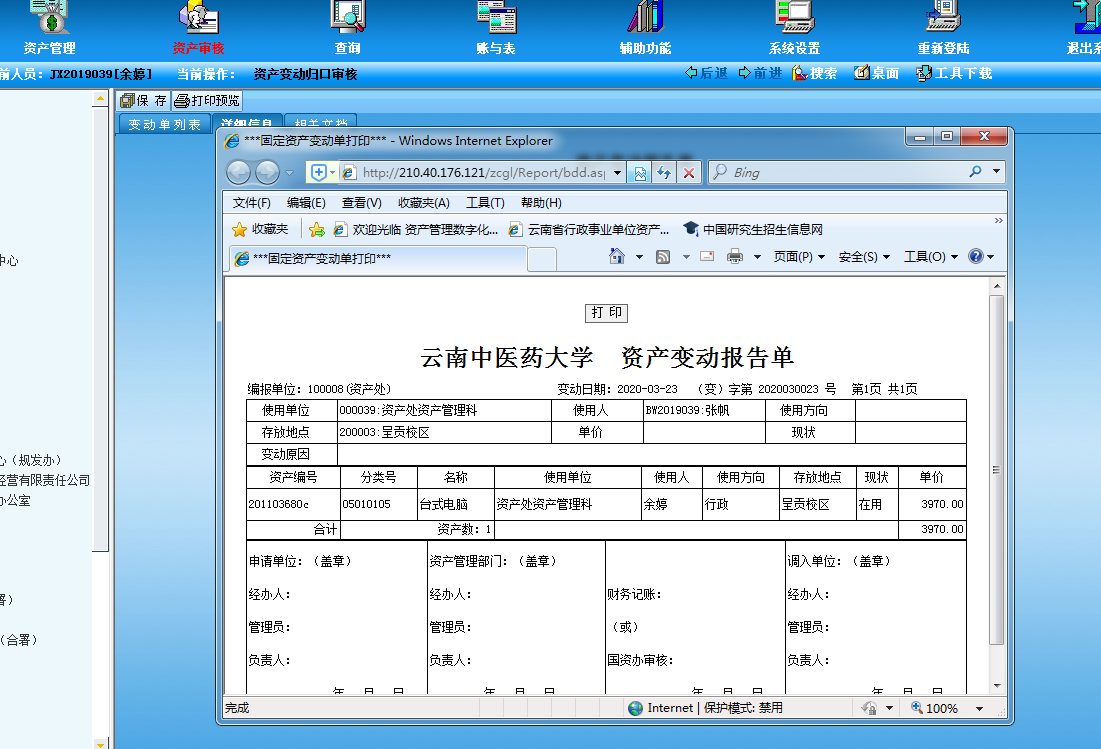 资产管理 资产审核 查询 账与表 辅助功能 系统设置 重新登陆 退出系
前人员: JX2019039[余婷] 当前操作: 资产变动归口审核 后退 前进 搜索 桌面 工具下载
保 存 打印预览
变动单列表 详细信息 相关文档
中心
心（规发办）
经营有限责任公司
办公室
署）
（合署）
***固定资产变动单打印*** - Windows Internet Explorer
http://210.40.176.121/zcgl/Report/bdd.asp Bing
文件(F) 编辑(E) 查看(V) 收藏夹(A) 工具(T) 帮助(H)
收藏夹 欢迎光临 资产管理数字化... 云南省行政事业单位资产... 中国研究生招生信息网 »
***固定资产变动单打印*** 页面(P) 安全(S) 工具(O)
打 印
云南中医药大学 资产变动报告单
编报单位: 100008(资产处) 变动日期: 2020-03-23 （变）字第 2020030023 号 第1页 共1页
使用单位 000039:资产处资产管理科 使用人 BW2019039:张帆 使用方向
存放地点 200003:呈贡校区 单价 现状
变动原因
资产编号 分类号 名称 使用单位 使用人 使用方向 存放地点 现状 单价
201103680c 05010105 台式电脑 资产处资产管理科 余婷 行政 呈贡校区 在用 3970.00
合计 资产数: 1 3970.00
申请单位: （盖章） 资产管理部门: （盖章） 调入单位: （盖章）
经办人: 经办人: 财务记账: 经办人:
管理员: 管理员: （或） 管理员:
负责人: 负责人: 国资办审核: 负责人:
年 月 日 年 月 日 年 月 日 年 月 日
完成 Internet | 保护模式: 禁用 100%